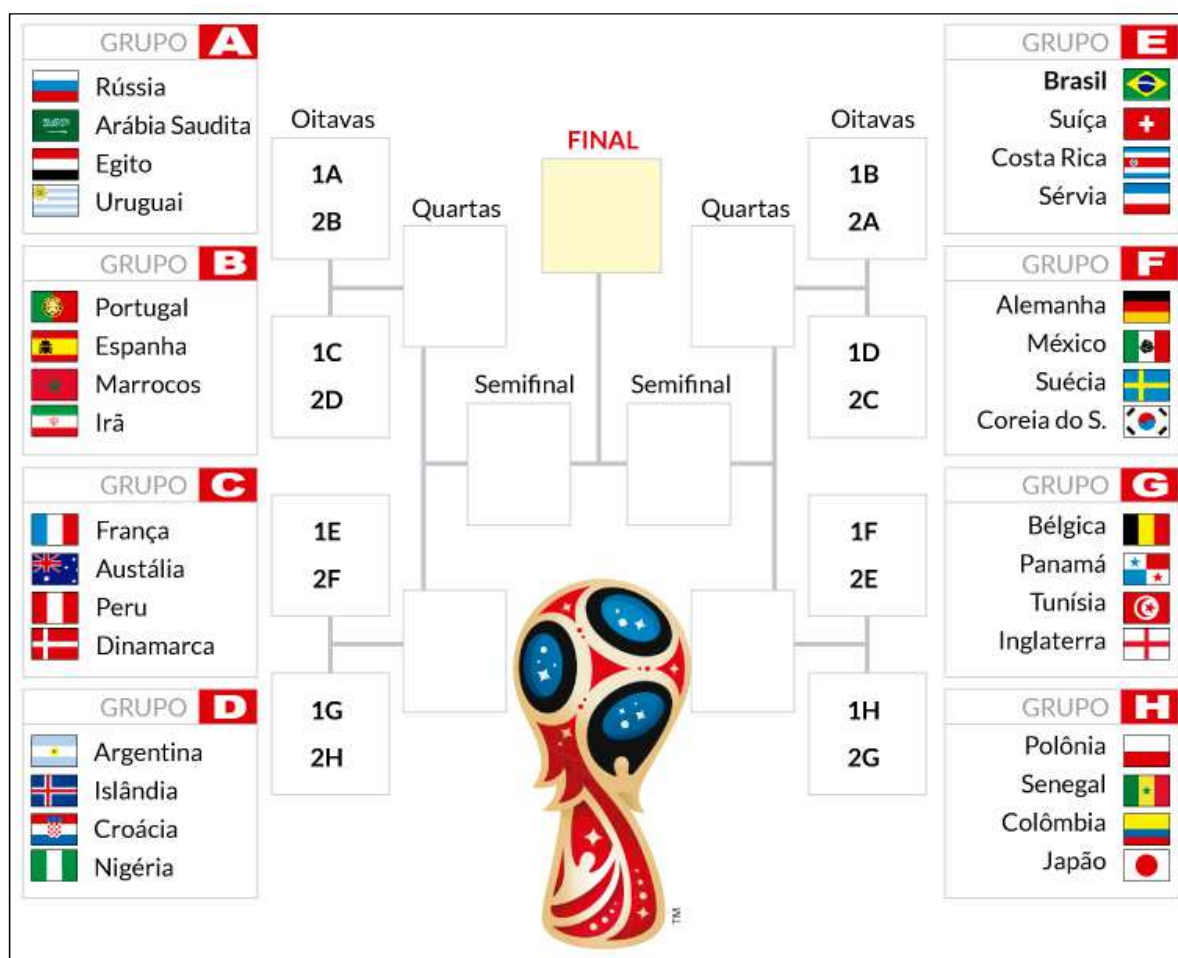 GRUPO A
Rússia
Arábia Saudita
Egito
Uruguai
GRUPO B
Portugal
Espanha
Marrocos
Irã
GRUPO C
França
Austália
Peru
Dinamarca
GRUPO D
Argentina
Islândia
Croácia
Nigéria
Oitavas
1A
2B
1C
2D
1E
2F
1G
2H
Quartas
Semifinal
FINAL
Semifinal
Quartas
Oitavas
1B
2A
1D
2C
1F
2E
1H
2G
GRUPO E
Brasil
Suíça
Costa Rica
Sérvia
GRUPO F
Alemanha
México
Suécia
Coreia do S.
GRUPO G
Bélgica
Panamá
Tunísia
Inglaterra
GRUPO H
Polônia
Senegal
Colômbia
Japão
TM